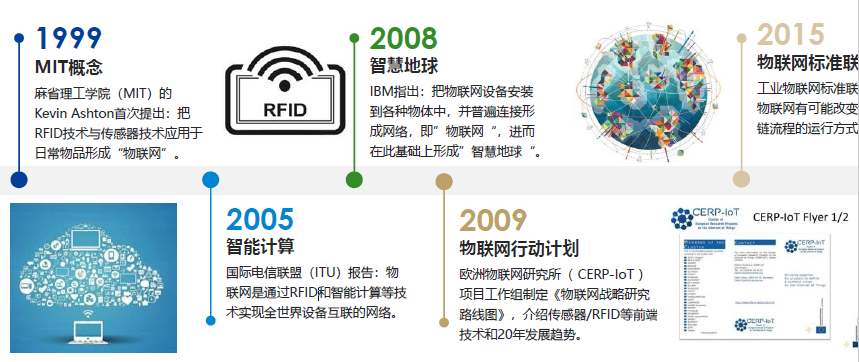 1999
MIT概念
麻省理工学院（MIT）的
Kevin Ashton首次提出：把
RFID技术与传感器技术应用于
日常物品形成“物联网”。
RFID
2008
智慧地球
IBM指出：把物联网设备安装
到各种物体中，并普遍连接形
成网络，即”物联网“，进而
在此基础上形成”智慧地球“。
2015
物联网标准联
工业物联网标准联
物联网有可能改变
链流程的运行方式
2005
智能计算
国际电信联盟（ITU）报告：物
联网是通过RFID和智能计算等技
术实现全世界设备互联的网络。
2009
物联网行动计划
欧洲物联网研究所（ CERP-IoT ）
项目工作组制定《物联网战略研究
路线图》，介绍传感器/RFID等前端
技术和20年发展趋势。
CERP-IoT
CERP-IoT Flyer 1/2
CERP-IoT
CERP-IoT